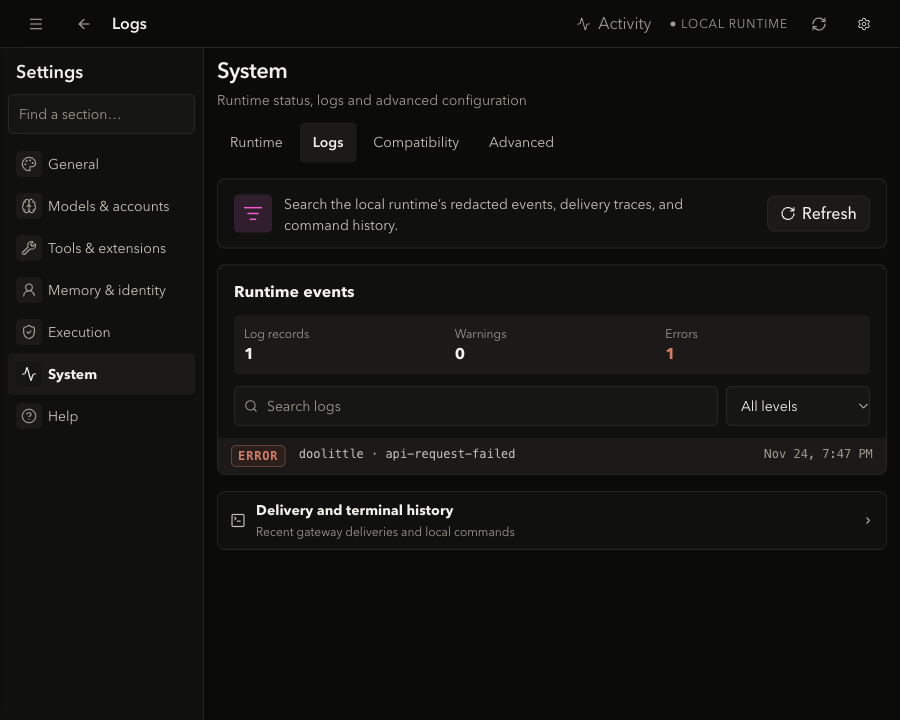 Logs
Activity
LOCAL RUNTIME
Settings
Find a section…
General
Models & accounts
Tools & extensions
Memory & identity
Execution
System
Help
System
Runtime status, logs and advanced configuration
Runtime
Logs
Compatibility
Advanced
Search the local runtime’s redacted events, delivery traces, and
command history.
Refresh
Runtime events
Log records
1
Warnings
0
Errors
1
Search logs
All levels
ERROR doolittle · api-request-failed Nov 24, 7:47 PM
Delivery and terminal history
Recent gateway deliveries and local commands